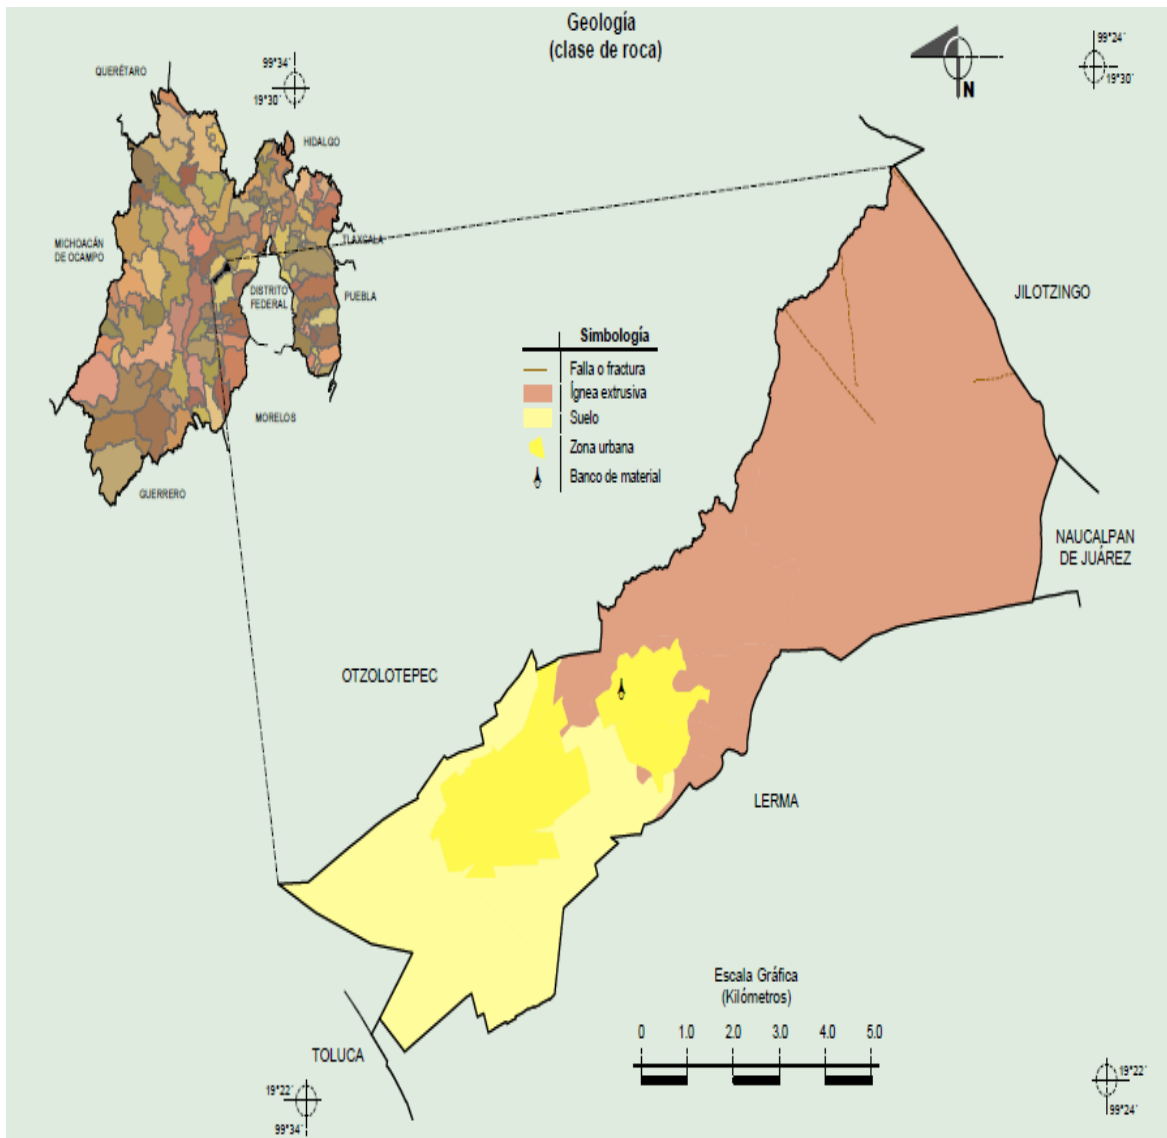 Geología
(clase de roca)
99°34´
19°30´
N
99°24´
19°30´
QUERÉTARO
HIDALGO
MICHOACÁN
DE OCAMPO
TLAXCALA
DISTRITO
FEDERAL
PUEBLA
MORELOS
GUERRERO
Simbología
Falla o fractura
Ígnea extrusiva
Suelo
Zona urbana
Banco de material
JILOTZINGO
NAUCALPAN
DE JUÁREZ
OTZOLOTEPEC
LERMA
TOLUCA
Escala Gráfica
(Kilómetros)
0 1.0 2.0 3.0 4.0 5.0
19°22´
99°34´
19°22´
99°24´